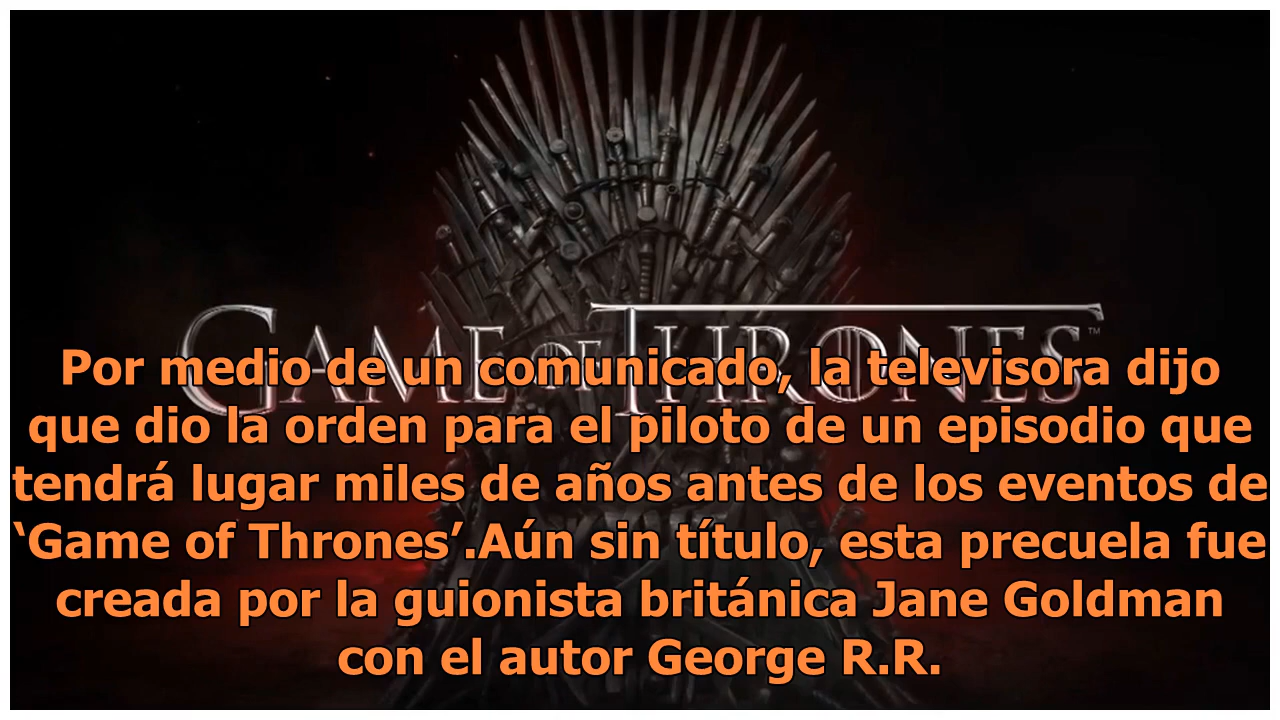 GAME OF THRONES™
Por medio de un comunicado, la televisora dijo
que dio la orden para el piloto de un episodio que
tendrá lugar miles de años antes de los eventos de
‘Game of Thrones’.Aún sin título, esta precuela fue
creada por la guionista británica Jane Goldman
con el autor George R.R.